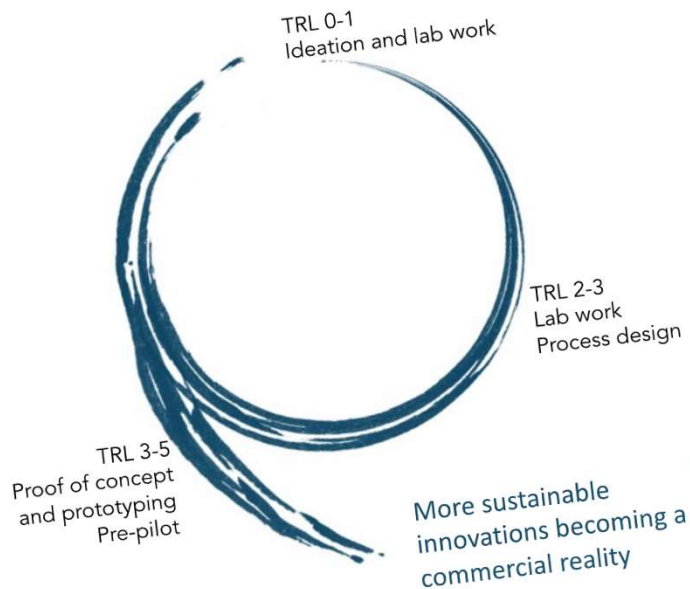 TRL 0-1
Ideation and lab work
TRL 2-3
Lab work
Process design
TRL 3-5
Proof of concept
and prototyping
Pre-pilot
More sustainable
innovations becoming a
commercial reality